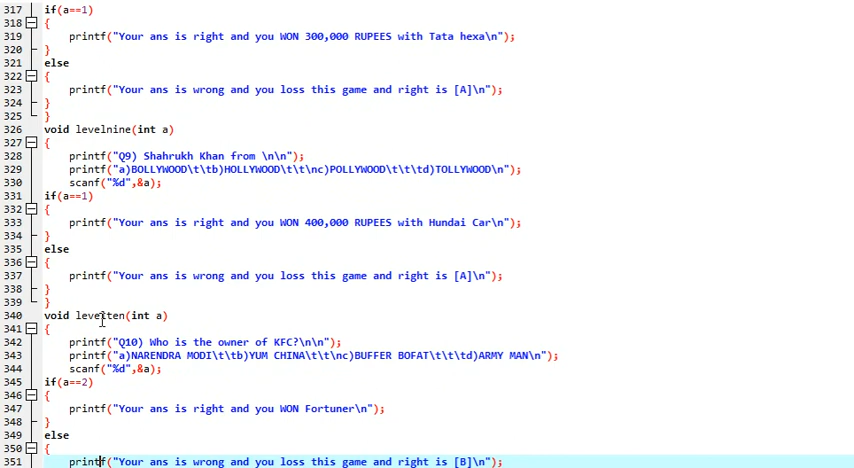 317 if(a==1)
318 {
319 printf("Your ans is right and you WON 300,000 RUPEES with Tata hexa\n");
320 }
321 else
322 {
323 printf("Your ans is wrong and you loss this game and right is [A]\n");
324 }
325 }
326 void levelnine(int a)
327 {
328 printf("Q9) Shahrukh Khan from \n\n");
329 printf("a)BOLLYWOOD\t\tb)HOLLYWOOD\t\t\nc)POLLYWOOD\t\t\td)TOLLYWOOD\n");
330 scanf("%d",&a);
331 if(a==1)
332 {
333 printf("Your ans is right and you WON 400,000 RUPEES with Hundai Car\n");
334 }
335 else
336 {
337 printf("Your ans is wrong and you loss this game and right is [A]\n");
338 }
339 }
340 void levelten(int a)
341 {
342 printf("Q10) Who is the owner of KFC?\n\n");
343 printf("a)NARENDRA MODI\t\tb)YUM CHINA\t\t\nc)BUFFER BOFAT\t\t\td)ARMY MAN\n");
344 scanf("%d",&a);
345 if(a==2)
346 {
347 printf("Your ans is right and you WON Fortuner\n");
348 }
349 else
350 {
351 printf("Your ans is wrong and you loss this game and right is [B]\n");